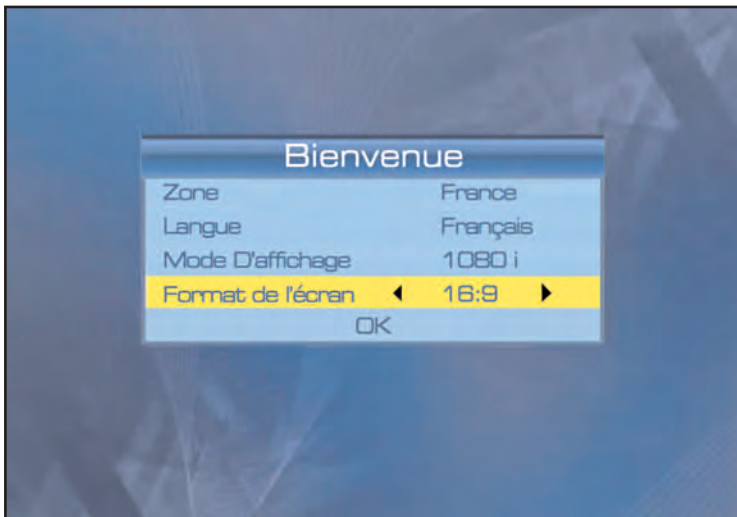 Bienvenue
Zone France
Langue Français
Mode D'affichage 1080 i
Format de l'écran 16:9
OK